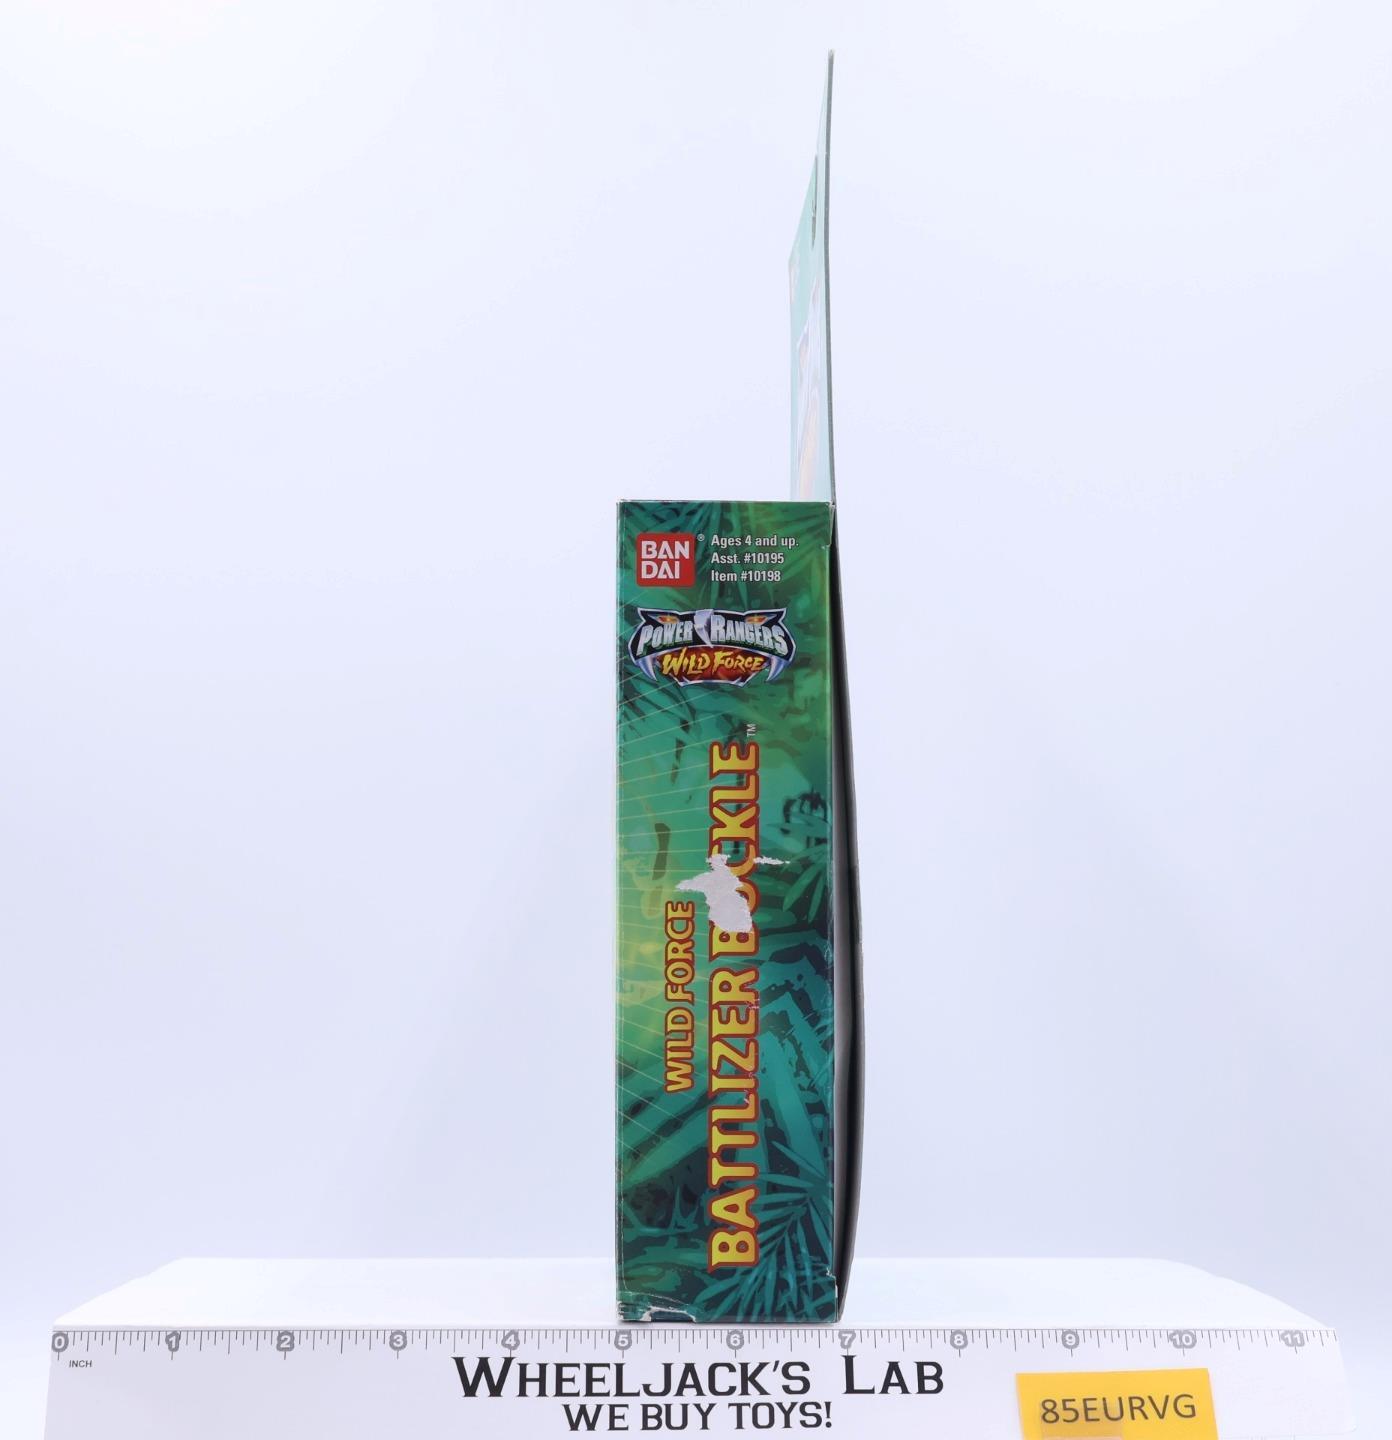 BAN
DAI
®
Ages 4 and up.
Asst. #10195
Item #10198
POWER RANGERS
WILD FORCE
WILD FORCE
BATTLIZER BUCKLE™
0 1 2 3 4 5 6 7 8 9 10 11
INCH
WHEELJACK'S LAB
WE BUY TOYS!
85EURVG